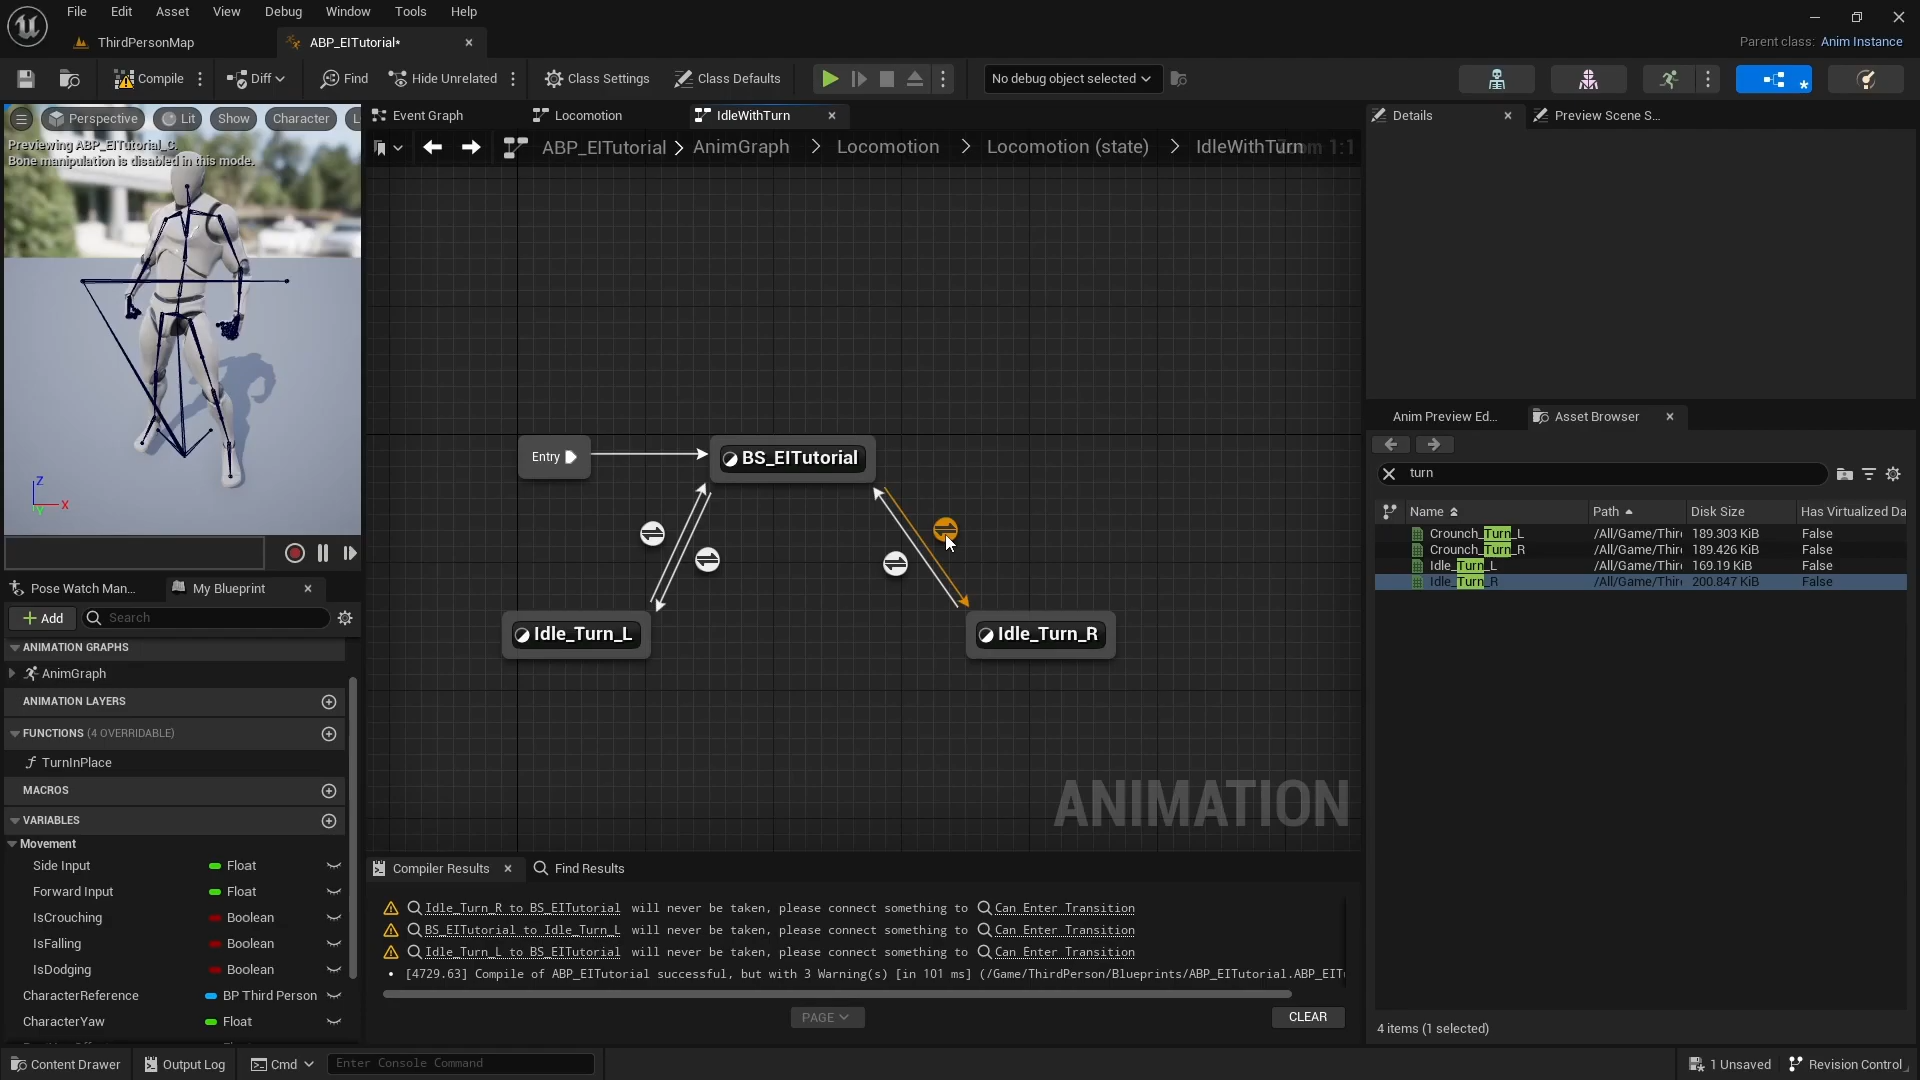 File Edit Asset View Debug Window Tools Help
ThirdPersonMap
ABP_EITutorial*
Parent class: Anim Instance
Compile
Diff
Find
Hide Unrelated
Class Settings
Class Defaults
No debug object selected
Perspective
Lit
Show
Character
Previewing ABP_EITutorial_C.
Bone manipulation is disabled in this mode.
Z
X
Y
Event Graph
Locomotion
IdleWithTurn
ABP_EITutorial > AnimGraph > Locomotion > Locomotion (state) > IdleWithTurn
Zoom 1:1
Entry
BS_EITutorial
Idle_Turn_L
Idle_Turn_R
ANIMATION
Details
Preview Scene S...
Anim Preview Ed...
Asset Browser
turn
Name Path Disk Size Has Virtualized Da
Crounch_Turn_L /All/Game/Thir 189.303 KiB False
Crounch_Turn_R /All/Game/Thir 189.426 KiB False
Idle_Turn_L /All/Game/Thir 169.19 KiB False
Idle_Turn_R /All/Game/Thir 200.847 KiB False
4 items (1 selected)
Pose Watch Man...
My Blueprint
Add
Search
ANIMATION GRAPHS
AnimGraph
ANIMATION LAYERS
FUNCTIONS (4 OVERRIDABLE)
TurnInPlace
MACROS
VARIABLES
Movement
Side Input Float
Forward Input Float
IsCrouching Boolean
IsFalling Boolean
IsDodging Boolean
CharacterReference BP Third Person
CharacterYaw Float
Compiler Results
Find Results
Idle_Turn_R to BS_EITutorial will never be taken, please connect something to Can Enter Transition
BS_EITutorial to Idle_Turn_L will never be taken, please connect something to Can Enter Transition
Idle_Turn_L to BS_EITutorial will never be taken, please connect something to Can Enter Transition
[4729.63] Compile of ABP_EITutorial successful, but with 3 Warning(s) [in 101 ms] (/Game/ThirdPerson/Blueprints/ABP_EITutorial.ABP_EIT
PAGE
CLEAR
Content Drawer
Output Log
Cmd
Enter Console Command
1 Unsaved
Revision Control